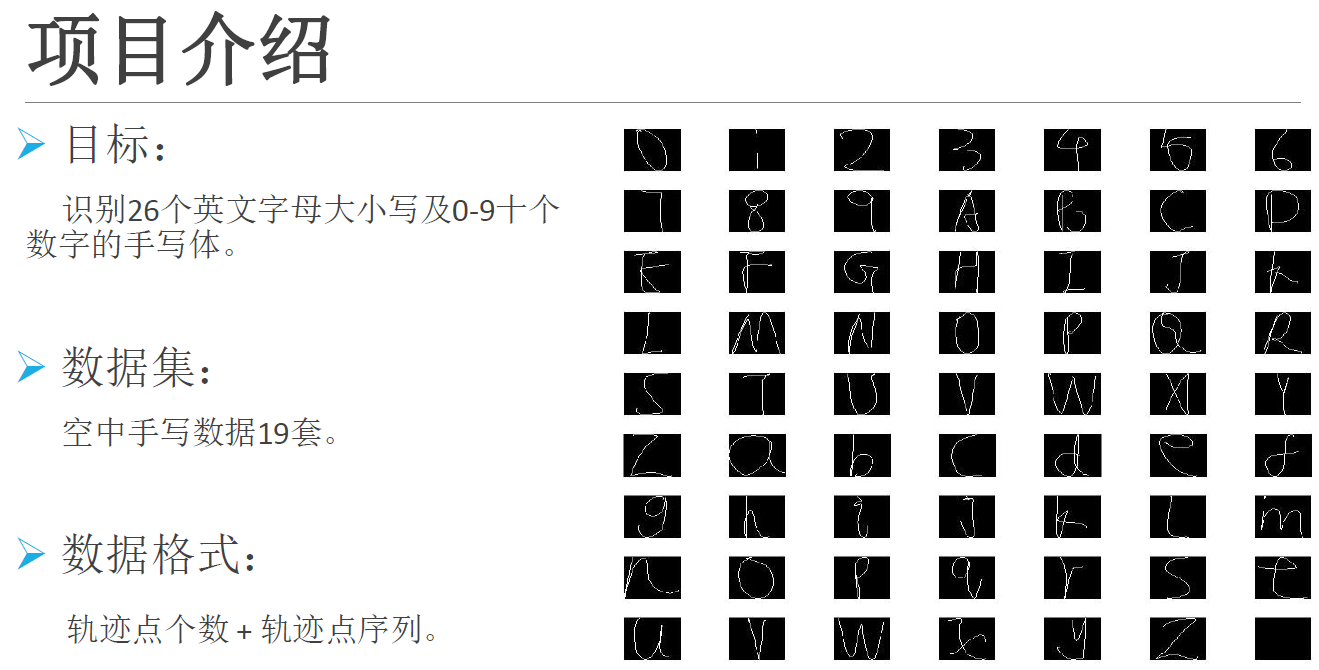 项目介绍
目标：
识别26个英文字母大小写及0-9十个
数字的手写体。
数据集：
空中手写数据19套。
数据格式：
轨迹点个数 + 轨迹点序列。
0 1 2 3 4 5 6
7 8 9 A B C D
E F G H I J K
L M N O P Q R
S T U V W X Y
Z a b c d e f
g h i j k l m
n o p q r s t
u v w x y z